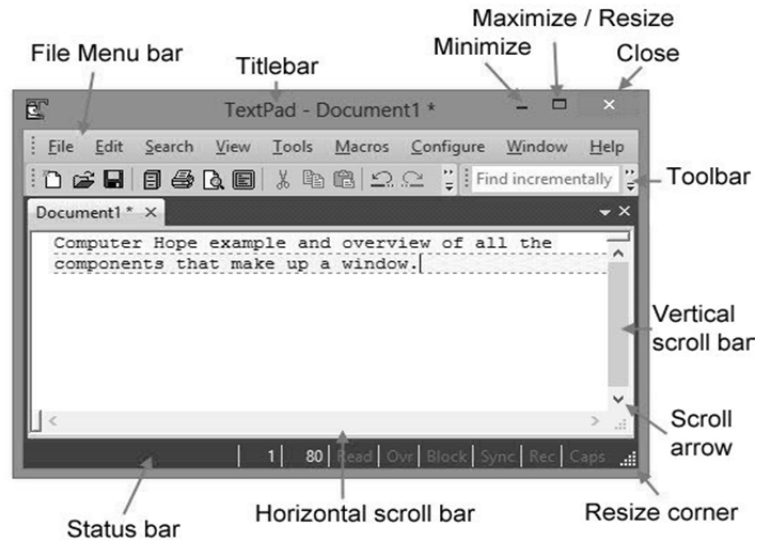 Maximize / Resize
File Menu bar Minimize Close
Titlebar
TextPad - Document1 *
File Edit Search View Tools Macros Configure Window Help
Find incrementally Toolbar
Document1 *
Computer Hope example and overview of all the
components that make up a window.
Vertical
scroll bar
Scroll
arrow
1 80 Read Ovr Block Sync Rec Caps
Status bar Horizontal scroll bar Resize corner